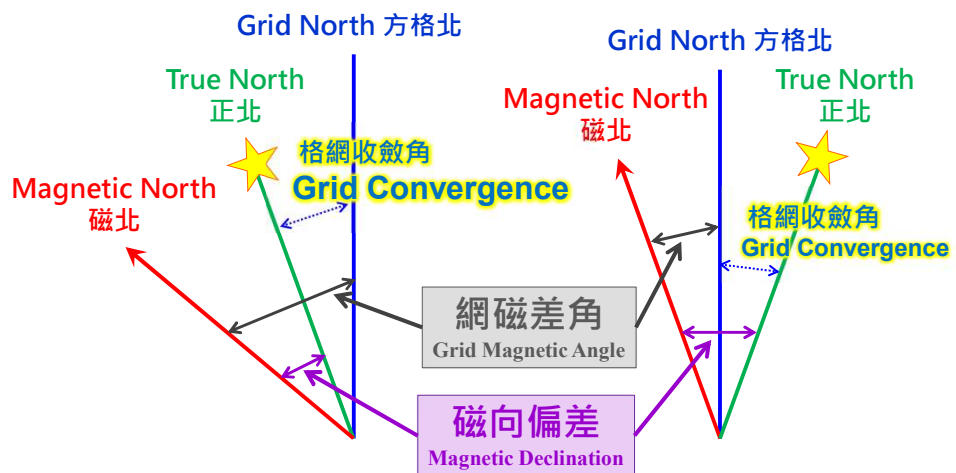 Grid North 方格北
True North
正北
格網收斂角
Grid Convergence
Magnetic North
磁北
Grid North 方格北
True North
正北
Magnetic North
磁北
格網收斂角
Grid Convergence
網磁差角
Grid Magnetic Angle
磁向偏差
Magnetic Declination